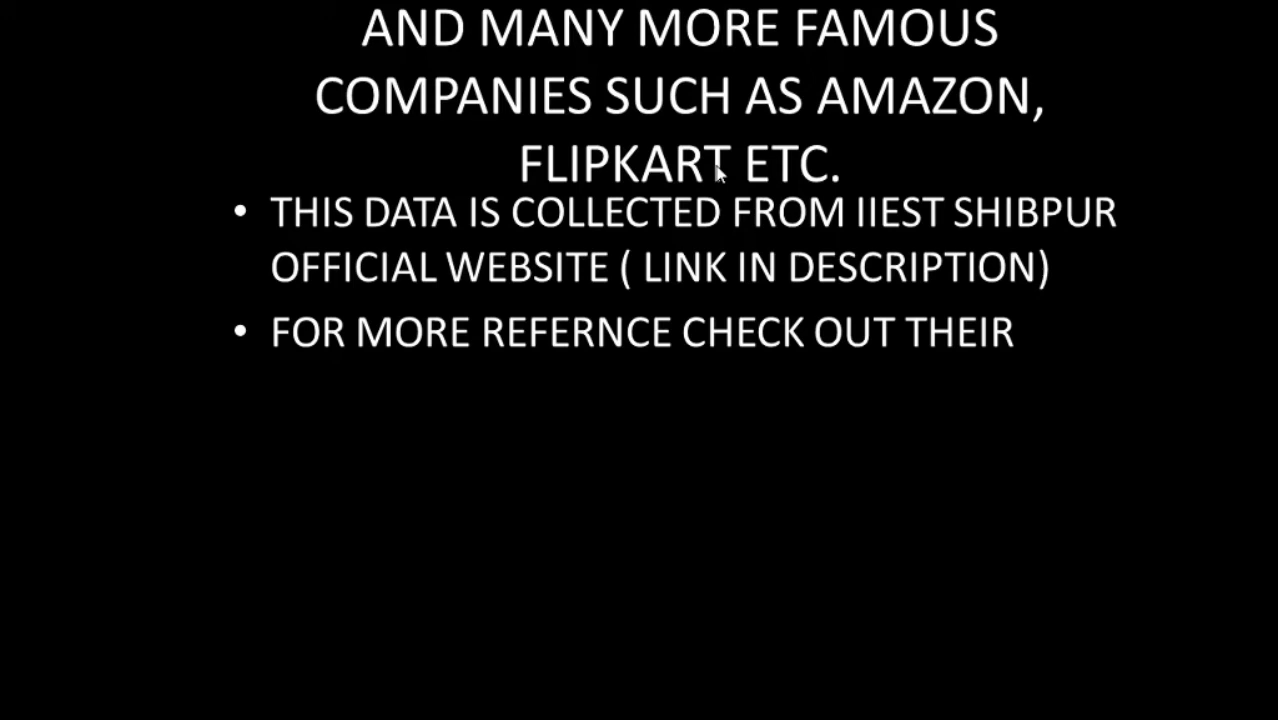 AND MANY MORE FAMOUS
COMPANIES SUCH AS AMAZON,
FLIPKART ETC.
• THIS DATA IS COLLECTED FROM IIEST SHIBPUR
OFFICIAL WEBSITE ( LINK IN DESCRIPTION)
• FOR MORE REFERNCE CHECK OUT THEIR